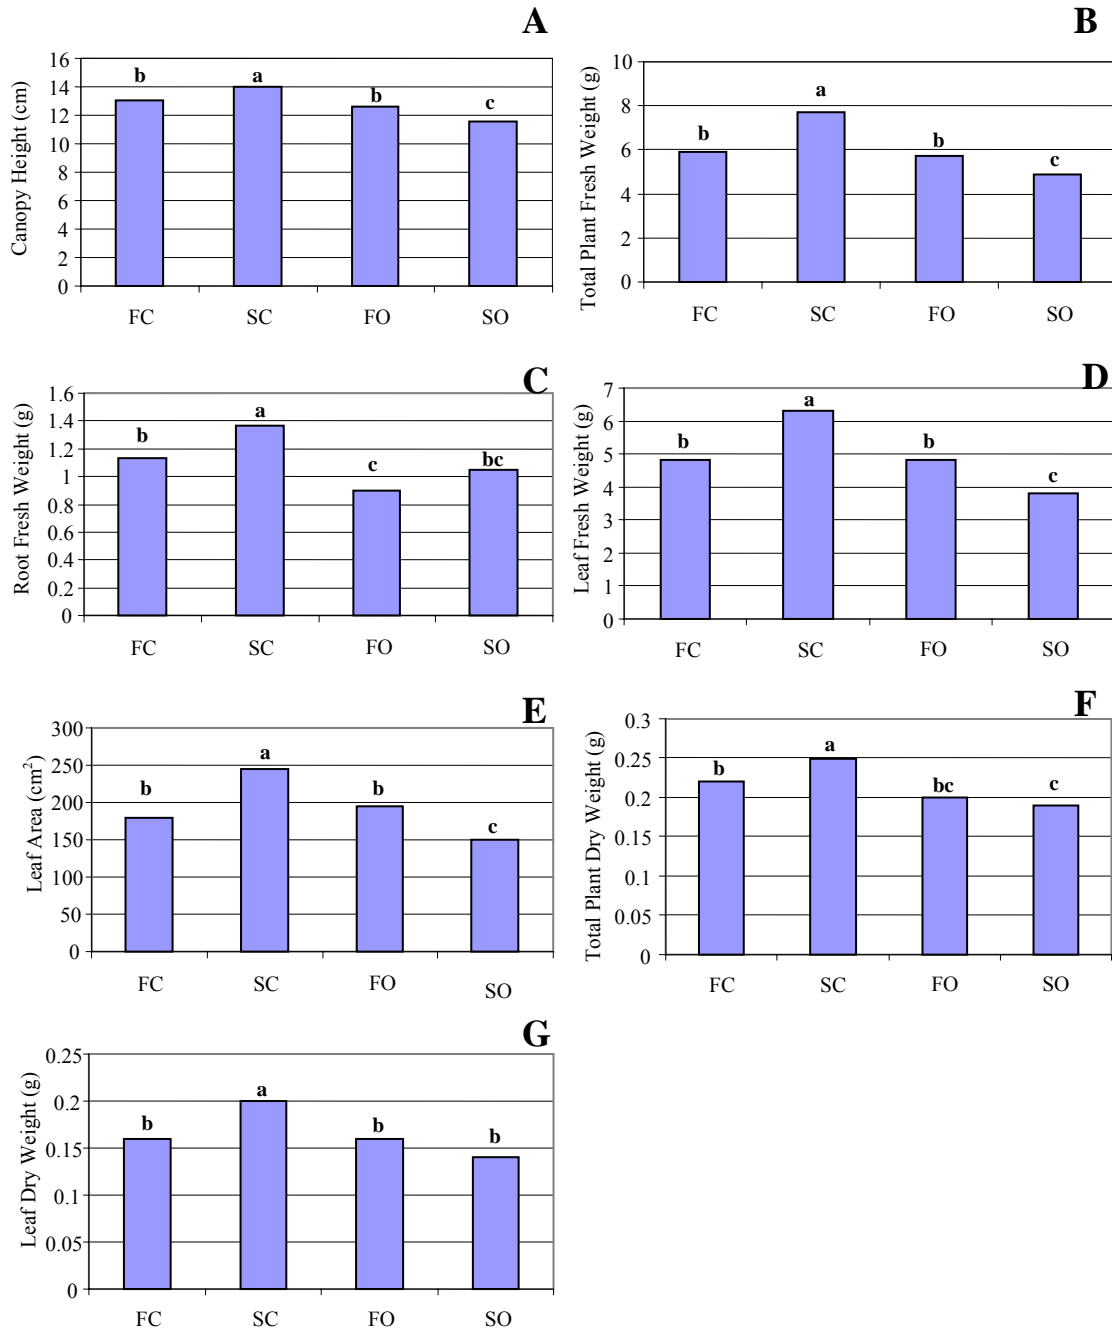 A
Canopy Height (cm)
16
14
12
10
8
6
4
2
0
b
a
b
c
FC SC FO SO
B
Total Plant Fresh Weight (g)
10
8
6
4
2
0
b
a
b
c
FC SC FO SO
C
Root Fresh Weight (g)
1.6
1.4
1.2
1
0.8
0.6
0.4
0.2
0
b
a
c
bc
FC SC FO SO
D
Leaf Fresh Weight (g)
7
6
5
4
3
2
1
0
b
a
b
c
FC SC FO SO
E
Leaf Area (cm²)
300
250
200
150
100
50
0
b
a
b
c
FC SC FO SO
F
Total Plant Dry Weight (g)
0.3
0.25
0.2
0.15
0.1
0.05
0
b
a
bc
c
FC SC FO SO
G
Leaf Dry Weight (g)
0.25
0.2
0.15
0.1
0.05
0
b
a
b
b
FC SC FO SO